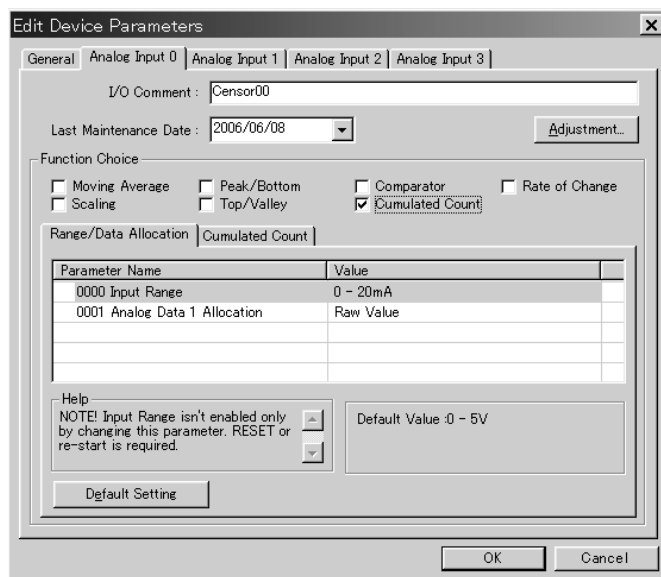 Edit Device Parameters
General Analog Input 0 Analog Input 1 Analog Input 2 Analog Input 3
I/O Comment : Censor00
Last Maintenance Date : 2006/06/08 Adjustment...
Function Choice
Moving Average Peak/Bottom Comparator Rate of Change
Scaling Top/Valley Cumulated Count
Range/Data Allocation Cumulated Count
Parameter Name Value
0000 Input Range 0 - 20mA
0001 Analog Data 1 Allocation Raw Value
Help
NOTE! Input Range isn't enabled only
by changing this parameter. RESET or
re-start is required.
Default Value :0 - 5V
Default Setting
OK Cancel